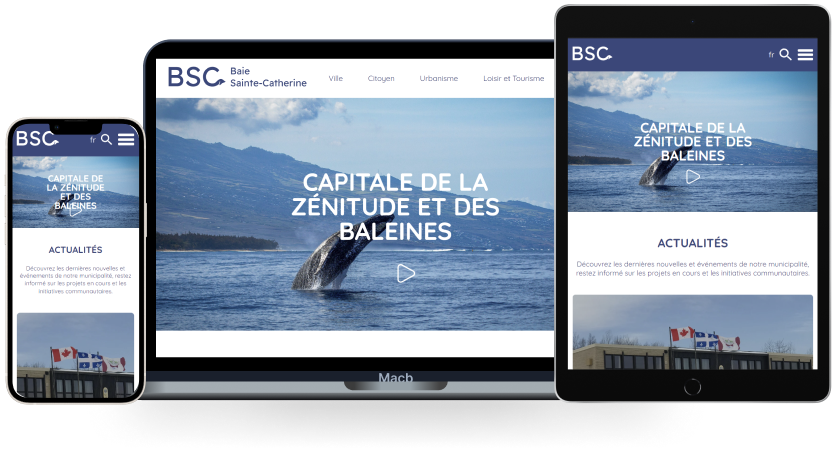 BSC
fr
CAPITALE DE
LA ZÉNITUDE
ET DES
BALEINES
ACTUALITÉS
Découvrez les dernières nouvelles et
événements de notre municipalité, restez
informé sur les projets en cours et les
initiatives communautaires.
BSC
Baie
Sainte-Catherine
Ville
Citoyen
Urbanisme
Loisir et Tourisme
CAPITALE DE LA
ZÉNITUDE ET DES
BALEINES
Macb
BSC
fr
CAPITALE DE LA
ZÉNITUDE ET DES
BALEINES
ACTUALITÉS
Découvrez les dernières nouvelles et événements de notre municipalité,
restez informé sur les projets en cours et les initiatives communautaires.